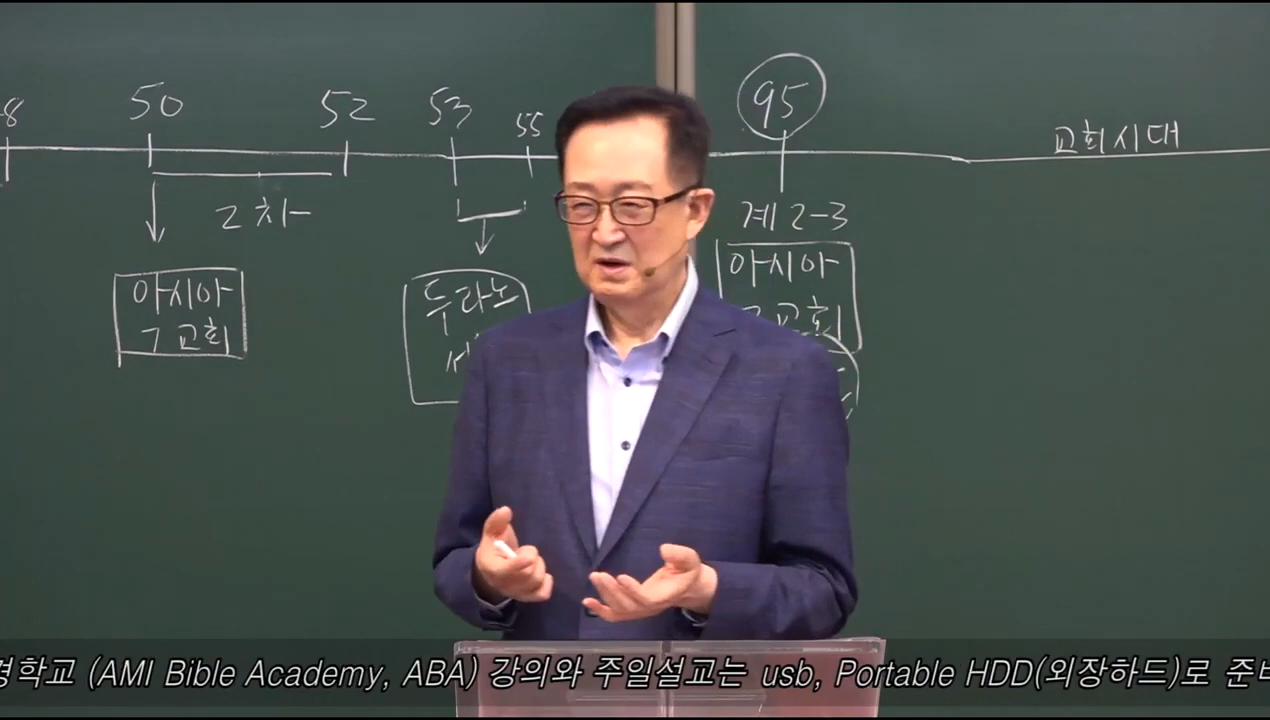 8 50 52 53 55 95
교회시대
2차
계 2-3
아시아
7 교회
두라노
아시아
7 교회
경학교 (AMI Bible Academy, ABA) 강의와 주일설교는 usb, Portable HDD(외장하드)로 준비